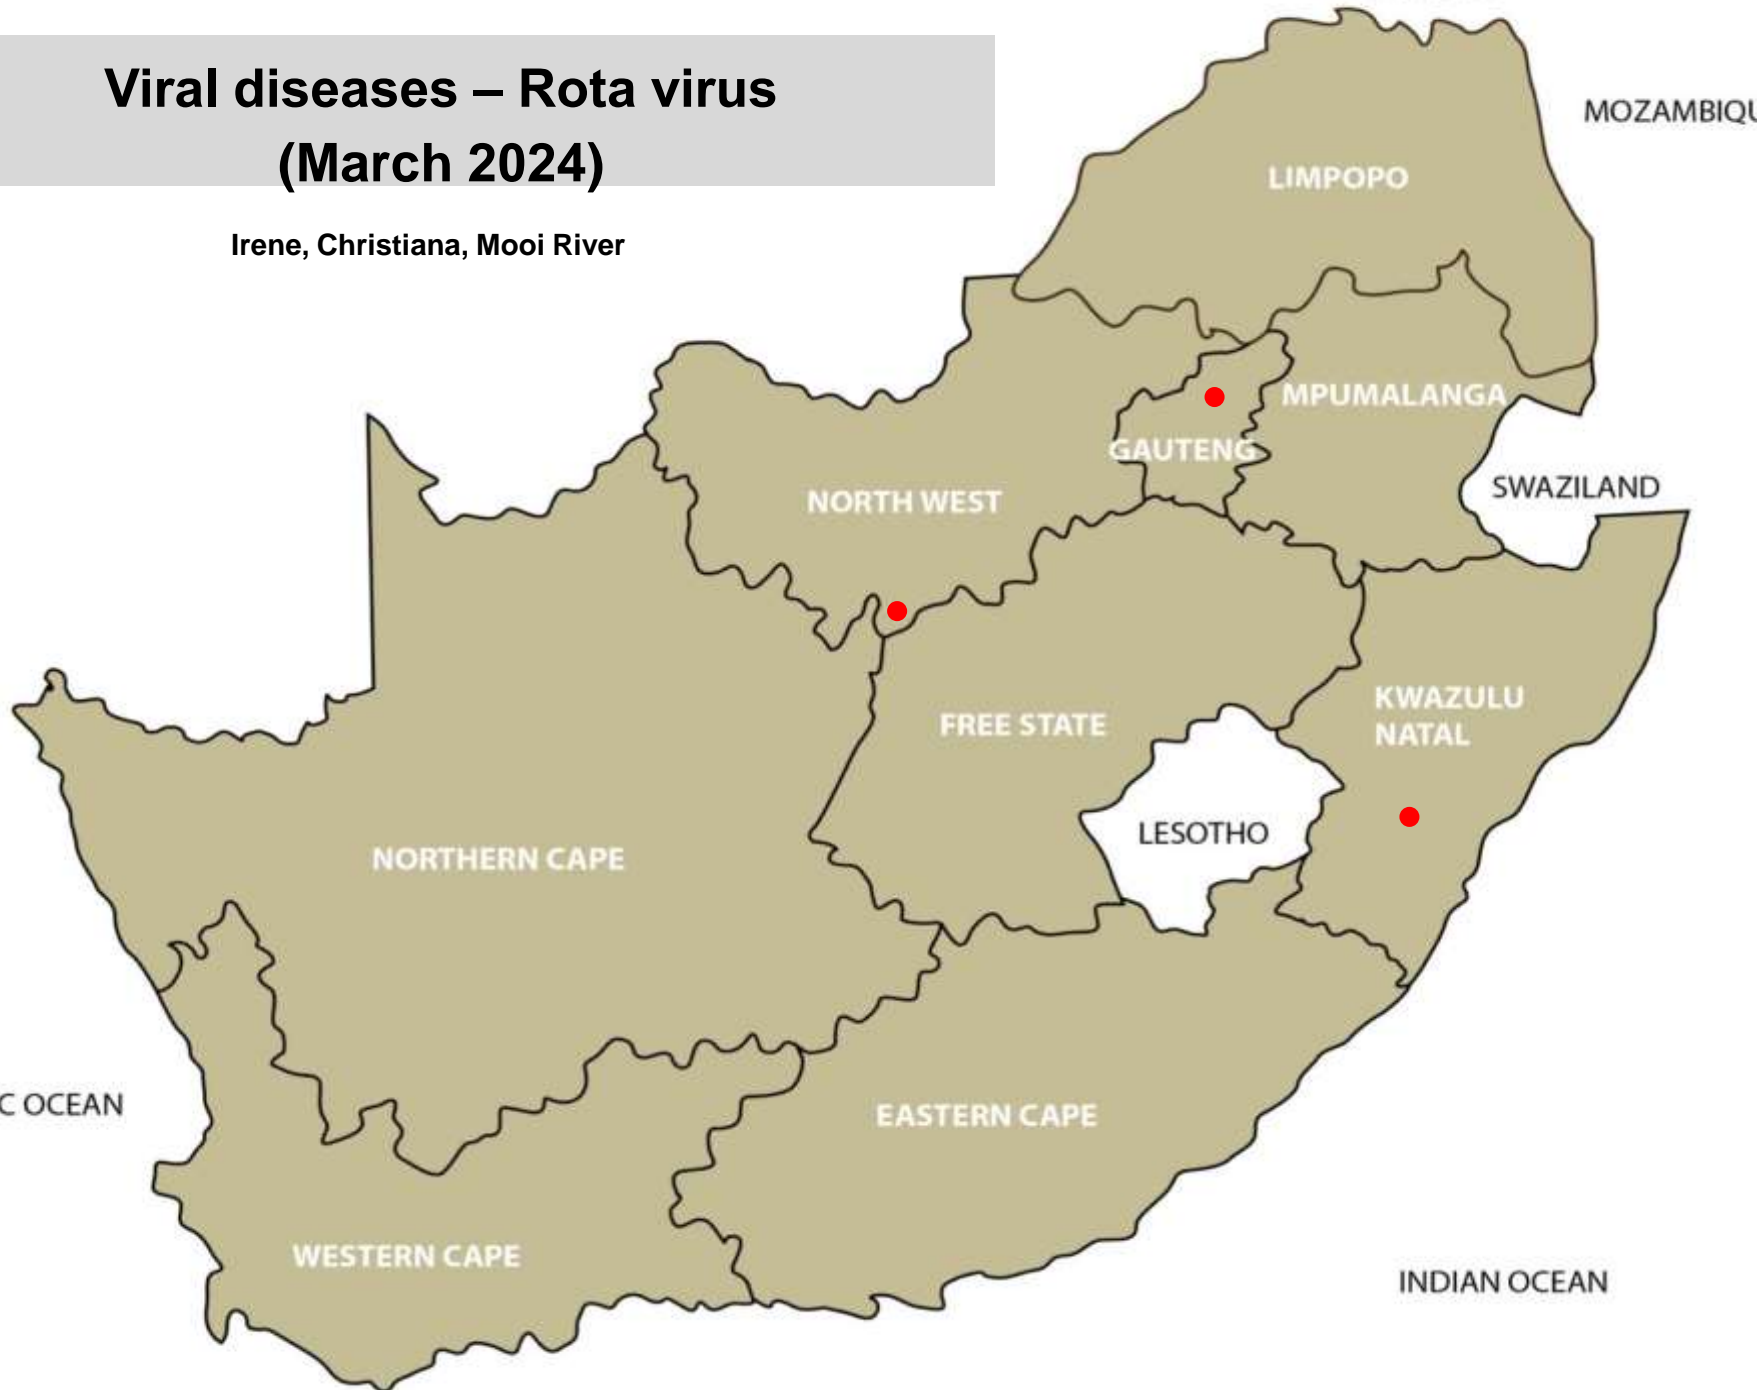 Viral diseases – Rota virus
(March 2024)
Irene, Christiana, Mooi River
MOZAMBIQU
LIMPOPO
MPUMALANGA
GAUTENG
SWAZILAND
NORTH WEST
KWAZULU
NATAL
FREE STATE
LESOTHO
NORTHERN CAPE
C OCEAN
EASTERN CAPE
WESTERN CAPE
INDIAN OCEAN